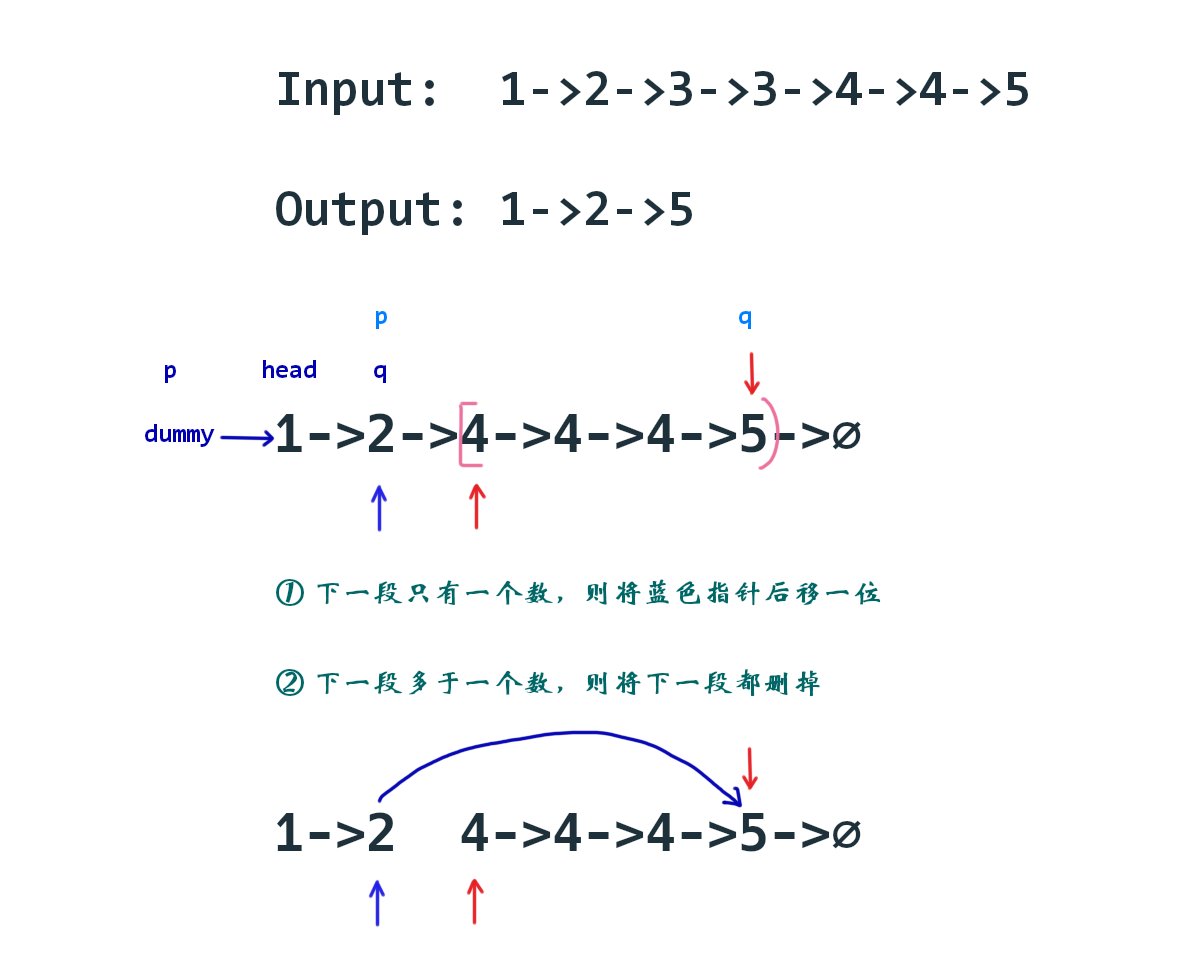 Input:  1->2->3->3->4->4->5
Output: 1->2->5
p q
p head q
dummy 1->2->4->4->4->5->∅
① 下一段只有一个数，则将蓝色指针后移一位
② 下一段多于一个数，则将下一段都删掉
1->2 4->4->4->5->∅